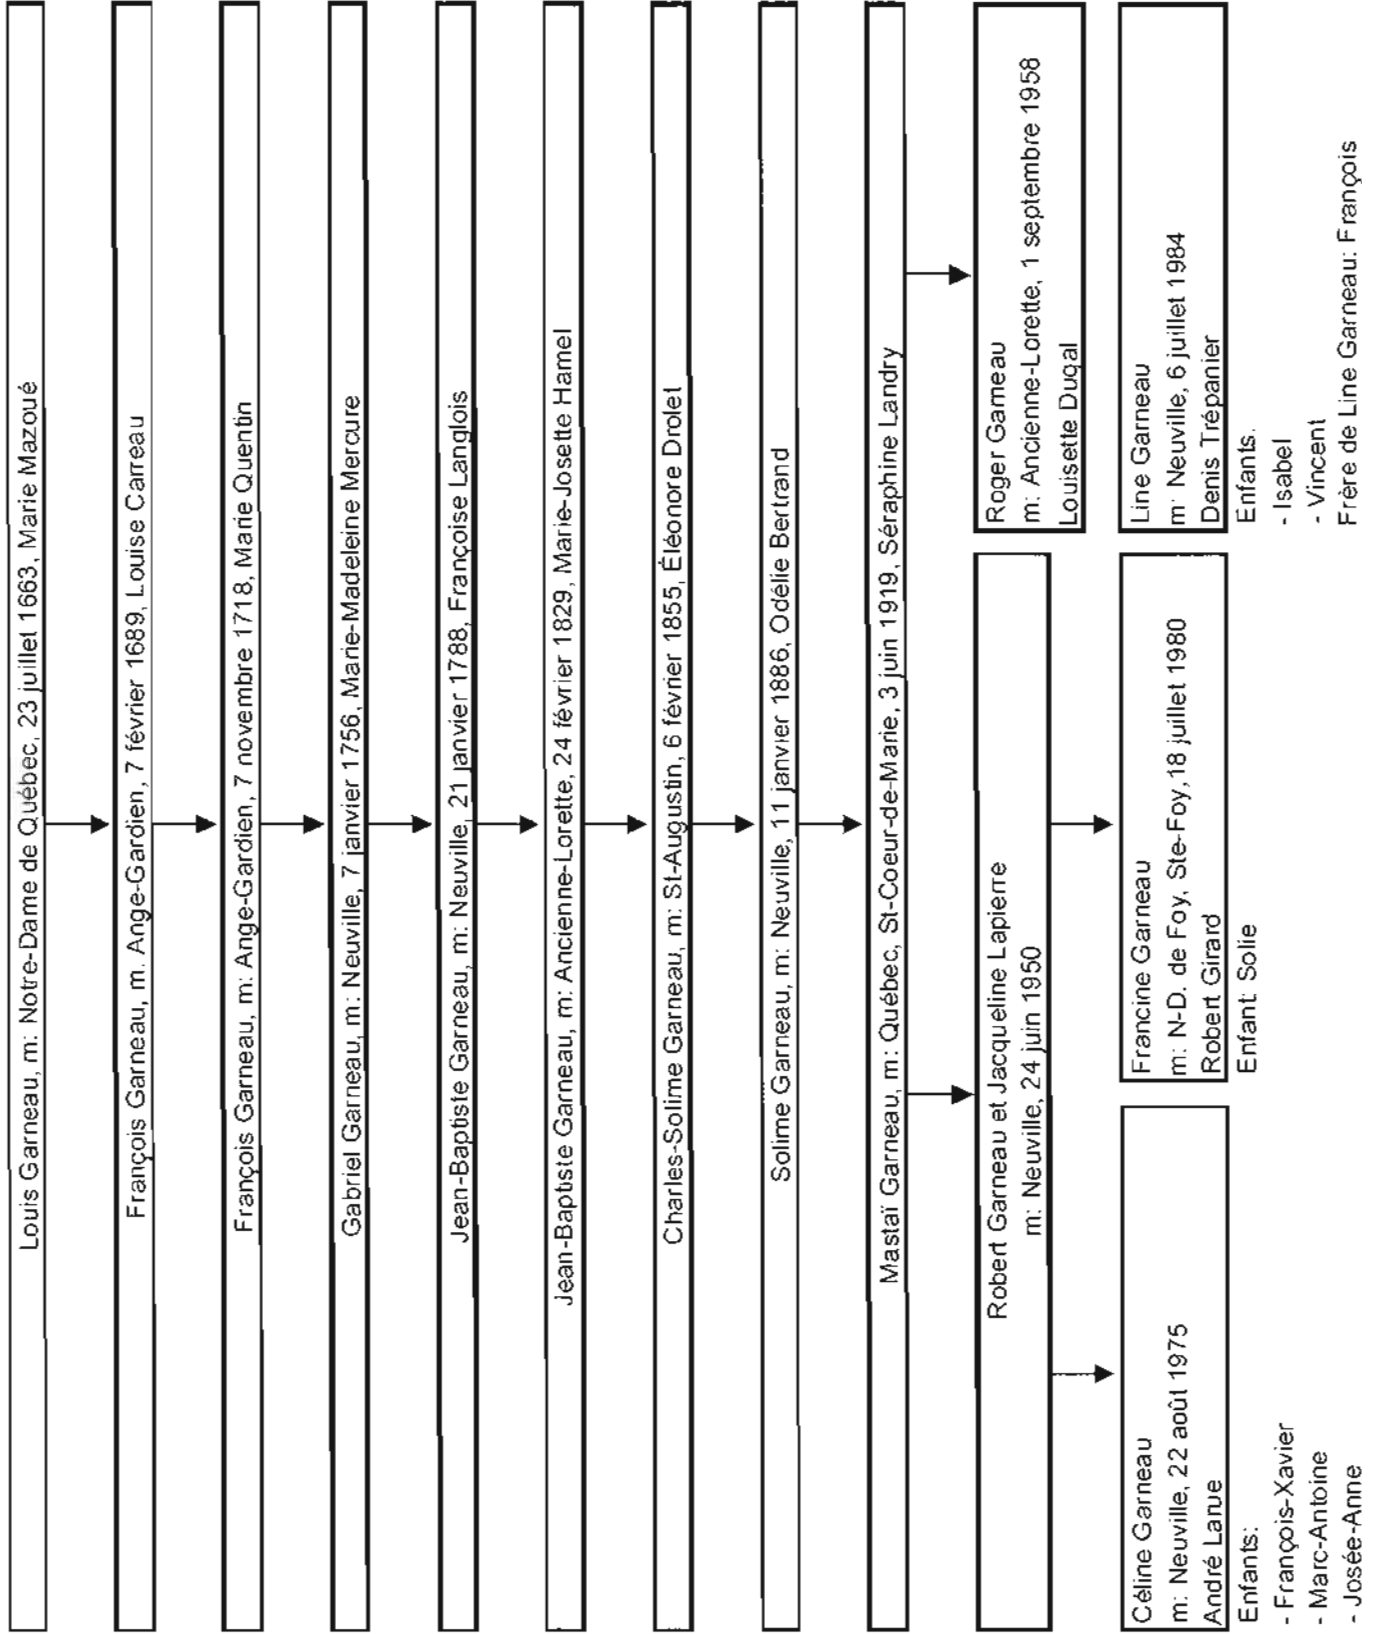 Louis Garneau, m: Notre-Dame de Québec, 23 juillet 1663, Marie Mazoué
François Garneau, m. Ange-Gardien, 7 février 1689, Louise Carreau
François Garneau, m: Ange-Gardien, 7 novembre 1718, Marie Quentin
Gabriel Garneau, m: Neuville, 7 janvier 1756, Marie-Madeleine Mercure
Jean-Baptiste Garneau, m: Neuville, 21 janvier 1788, Françoise Langlois
Jean-Baptiste Garneau, m: Ancienne-Lorette, 24 février 1829, Marie-Josette Hamel
Charles-Solime Garneau, m: St-Augustin, 6 février 1855, Éléonore Drolet
Solime Garneau, m: Neuville, 11 janvier 1886, Odélie Bertrand
Mastaï Garneau, m: Québec, St-Coeur-de-Marie, 3 juin 1919, Séraphine Landry
Robert Garneau et Jacqueline Lapierre
m: Neuville, 24 juin 1950
Roger Garneau
m: Ancienne-Lorette, 1 septembre 1958
Louisette Dugal
Céline Garneau
m: Neuville, 22 août 1975
André Larue
Enfants:
- François-Xavier
- Marc-Antoine
- Josée-Anne
Francine Garneau
m: N-D. de Foy, Ste-Foy,18 juillet 1980
Robert Girard
Enfant: Solie
Line Garneau
m: Neuville, 6 juillet 1984
Denis Trépanier
Enfants.
- Isabel
- Vincent
Frère de Line Garneau: François